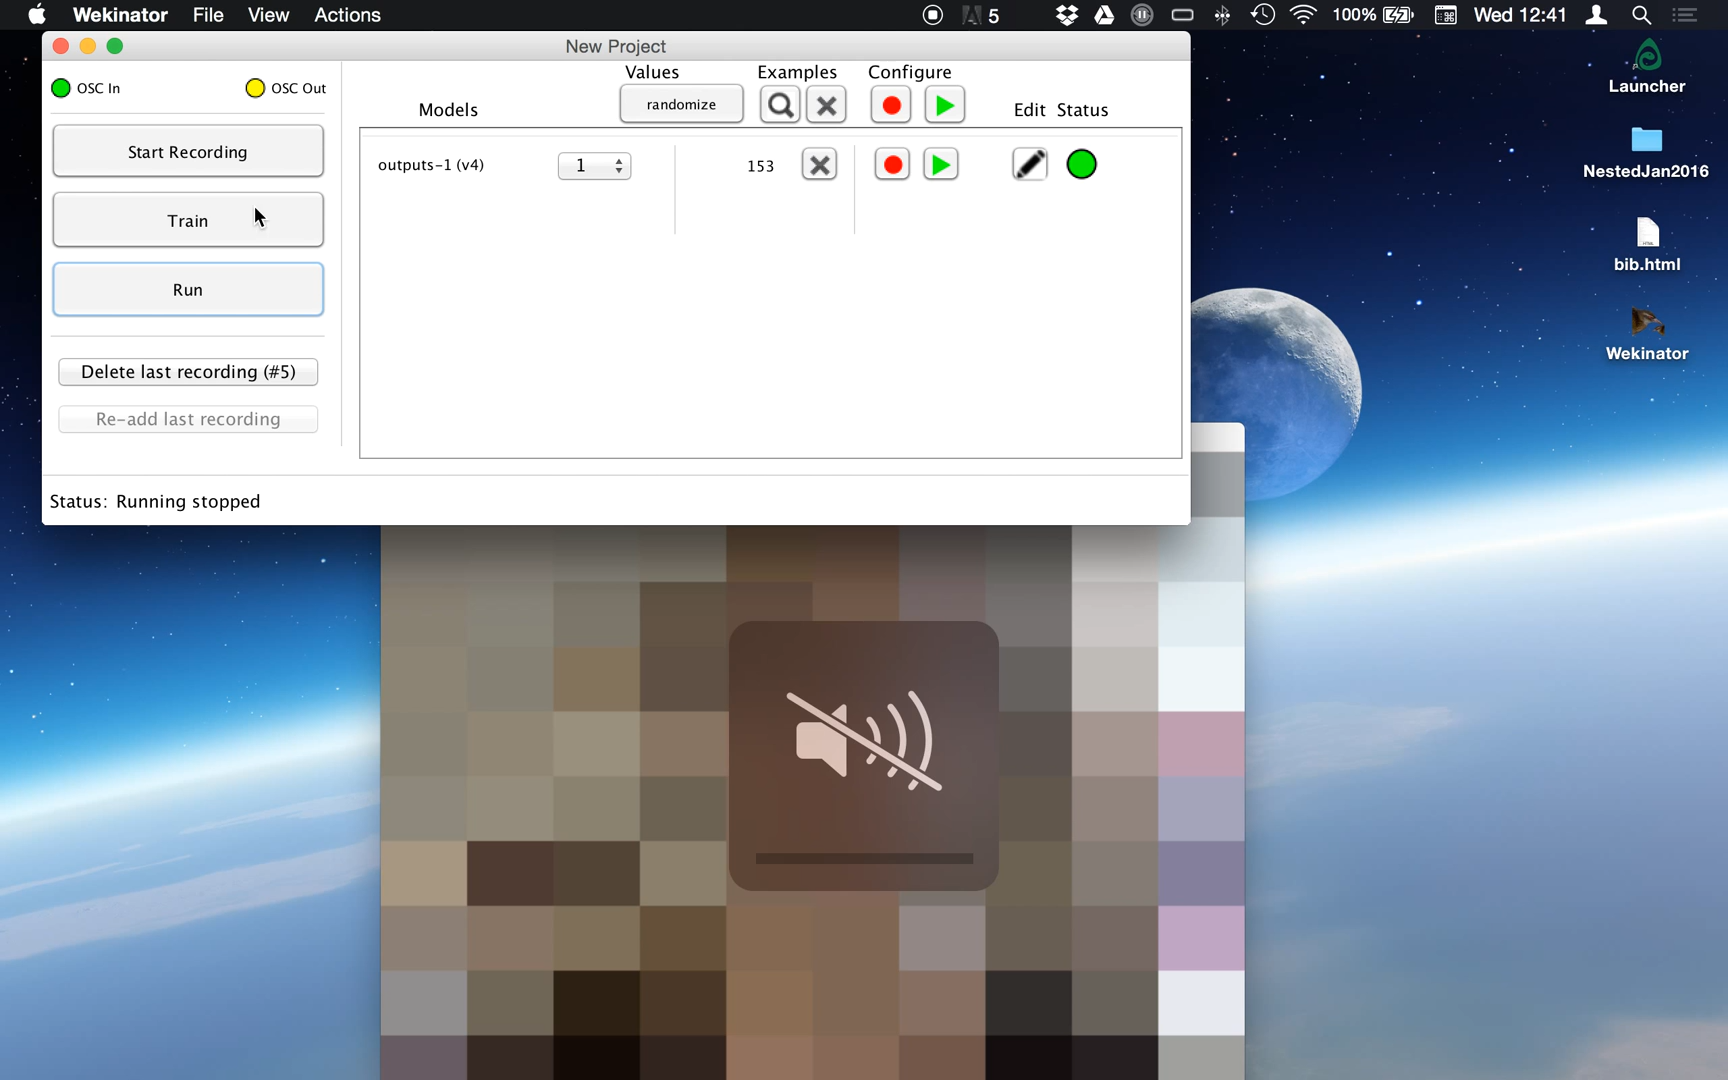 Wekinator File View Actions 5 100% Wed 12:41
New Project
OSC In OSC Out
Values Examples Configure
Models randomize Edit Status
Start Recording
outputs-1 (v4) 1 153
Train
Run
Delete last recording (#5)
Re-add last recording
Status: Running stopped
Launcher
NestedJan2016
bib.html
Wekinator